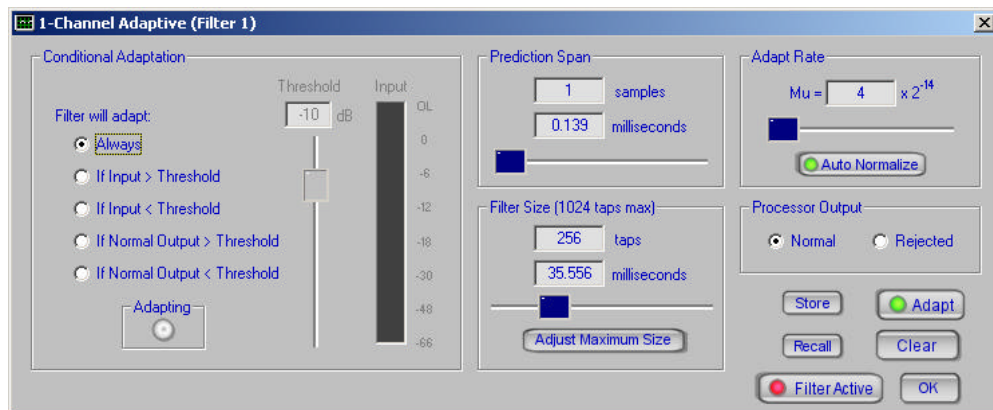 1-Channel Adaptive (Filter 1)
Conditional Adaptation
Threshold
Input
-10 dB
OL
0
-6
-12
-18
-30
-48
-66
Filter will adapt:
Always
If Input > Threshold
If Input < Threshold
If Normal Output > Threshold
If Normal Output < Threshold
Adapting
Prediction Span
1 samples
0.139 milliseconds
Filter Size (1024 taps max)
256 taps
35.556 milliseconds
Adjust Maximum Size
Adapt Rate
Mu = 4 x 2-14
Auto Normalize
Processor Output
Normal Rejected
Store Adapt
Recall Clear
Filter Active OK